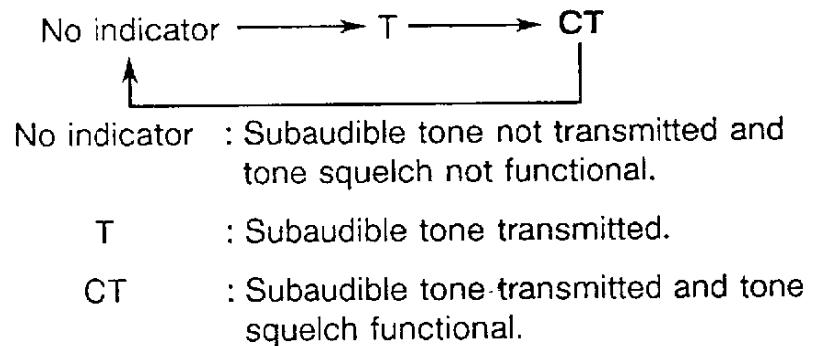 No indicator T CT
No indicator : Subaudible tone not transmitted and
tone squelch not functional.
T : Subaudible tone transmitted.
CT : Subaudible tone transmitted and tone
squelch functional.